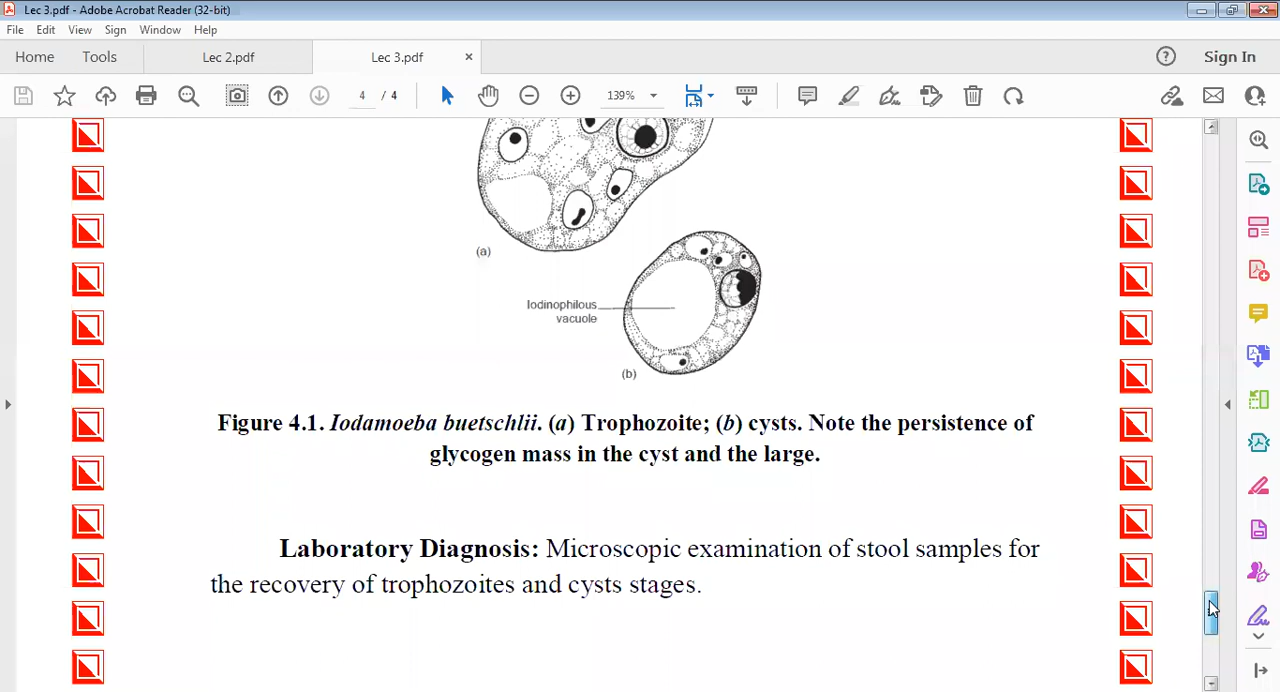 Lec 3.pdf - Adobe Acrobat Reader (32-bit)
File Edit View Sign Window Help
Home Tools Lec 2.pdf Lec 3.pdf × Sign In
4 / 4 139%
(a)
Iodinophilous
vacuole
(b)
Figure 4.1. Iodamoeba buetschlii. (a) Trophozoite; (b) cysts. Note the persistence of
glycogen mass in the cyst and the large.
Laboratory Diagnosis: Microscopic examination of stool samples for
the recovery of trophozoites and cysts stages.